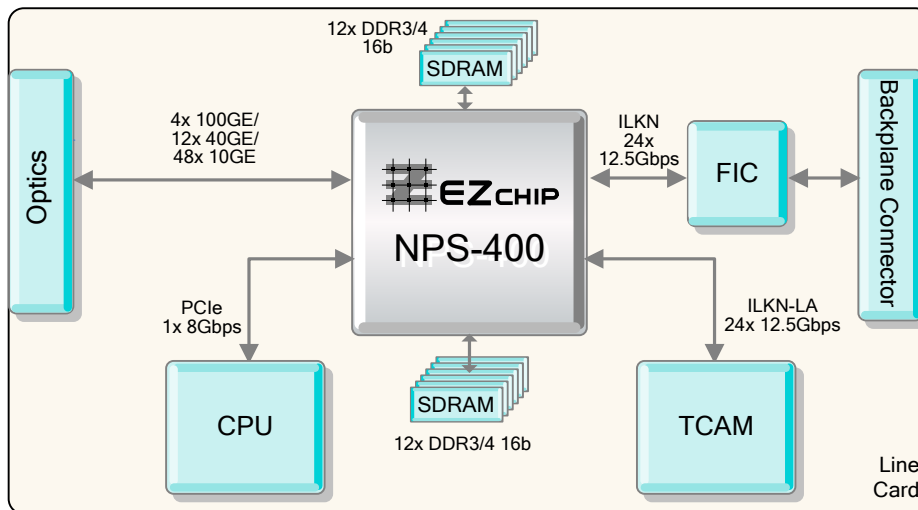 12x DDR3/4
16b
SDRAM
Optics
4x 100GE/
12x 40GE/
48x 10GE
EZCHIP
NPS-400
ILKN
24x
12.5Gbps
FIC
Backplane Connector
PCIe
1x 8Gbps
ILKN-LA
24x 12.5Gbps
CPU
SDRAM
12x DDR3/4 16b
TCAM
Line
Card